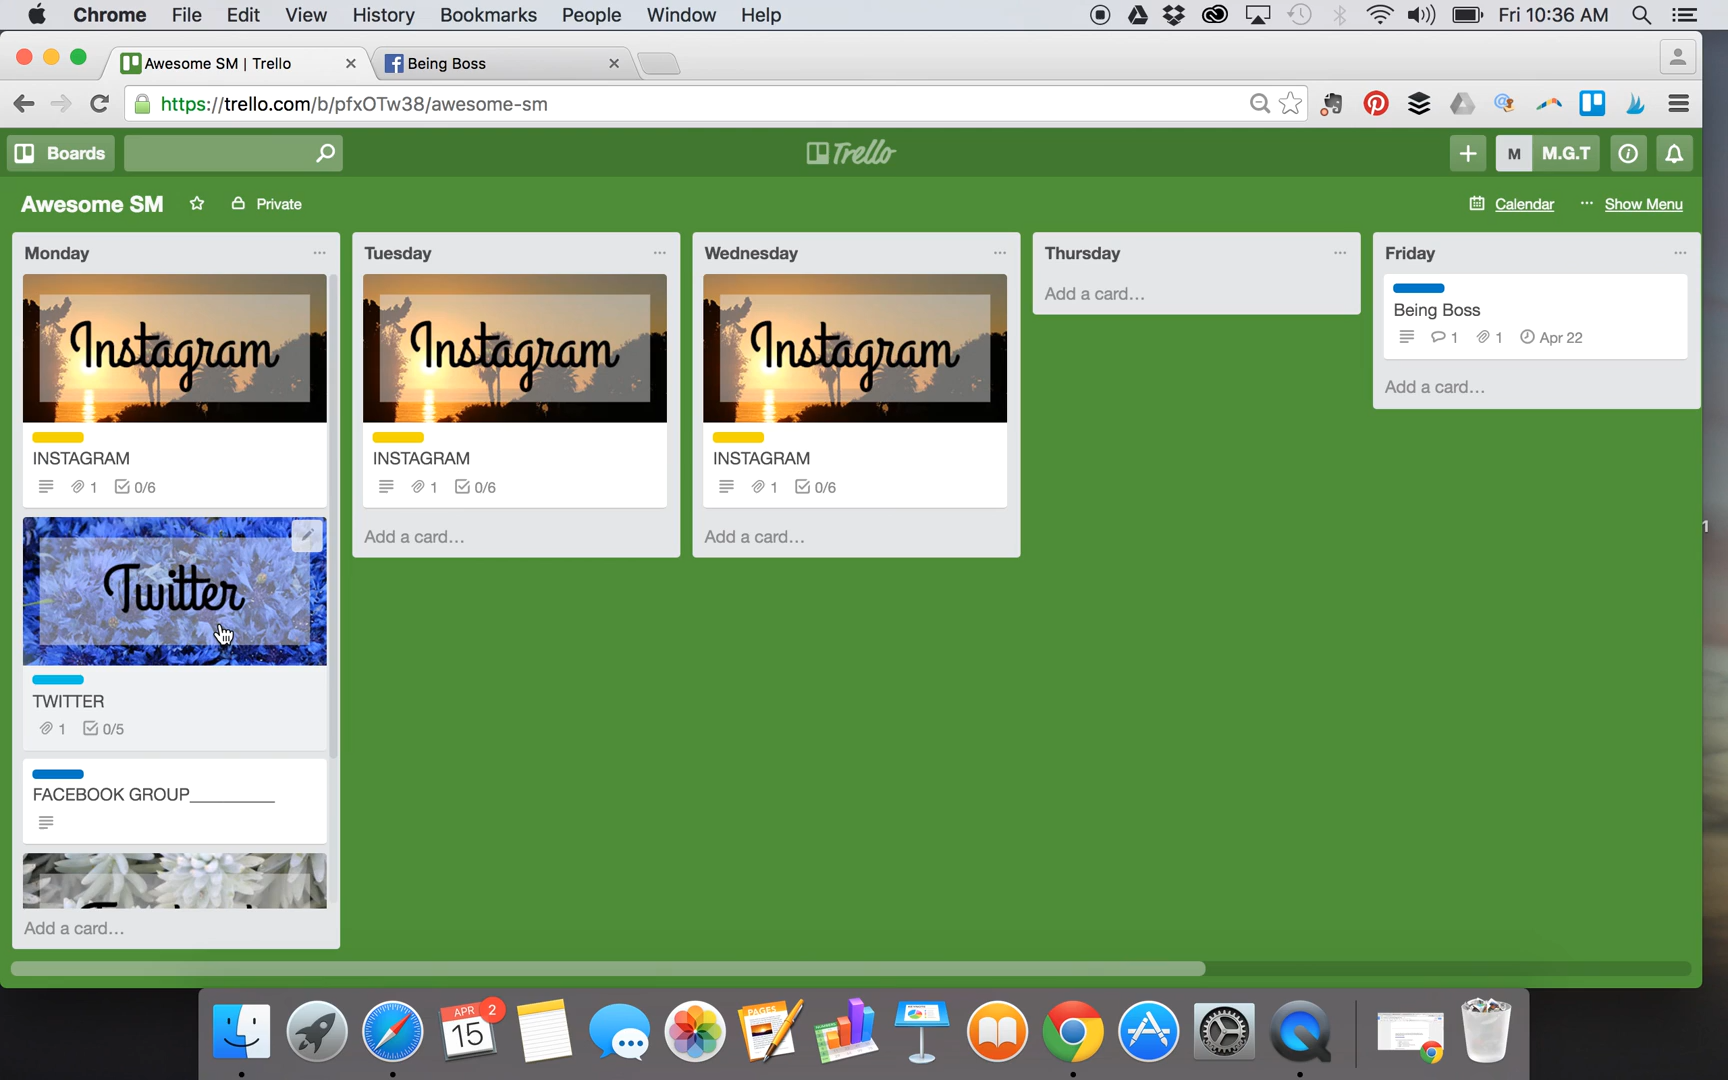 Chrome File Edit View History Bookmarks People Window Help Fri 10:36 AM
Awesome SM | Trello Being Boss
https://trello.com/b/pfxOTw38/awesome-sm
Boards Trello M M.G.T
Awesome SM Private Calendar Show Menu
Monday
Instagram
INSTAGRAM
1 0/6
Twitter
TWITTER
1 0/5
FACEBOOK GROUP__________
Add a card...
Tuesday
Instagram
INSTAGRAM
1 0/6
Add a card...
Wednesday
Instagram
INSTAGRAM
1 0/6
Add a card...
Thursday
Add a card...
Friday
Being Boss
1 1 Apr 22
Add a card...
1
APR 2
15
PAGES